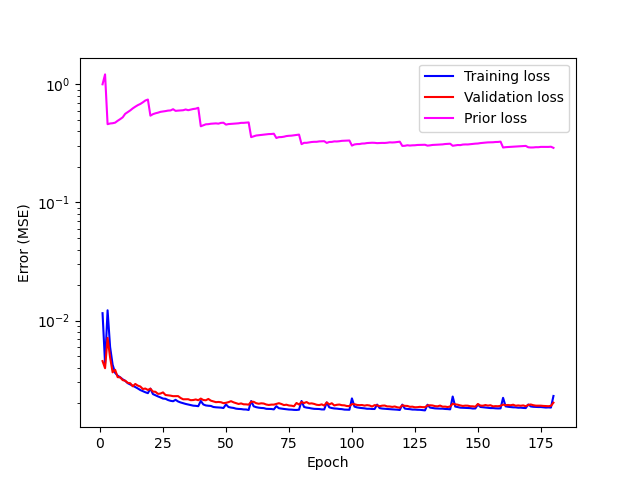 Training loss
Validation loss
Prior loss
10⁰
10⁻¹
10⁻²
Error (MSE)
0 25 50 75 100 125 150 175
Epoch